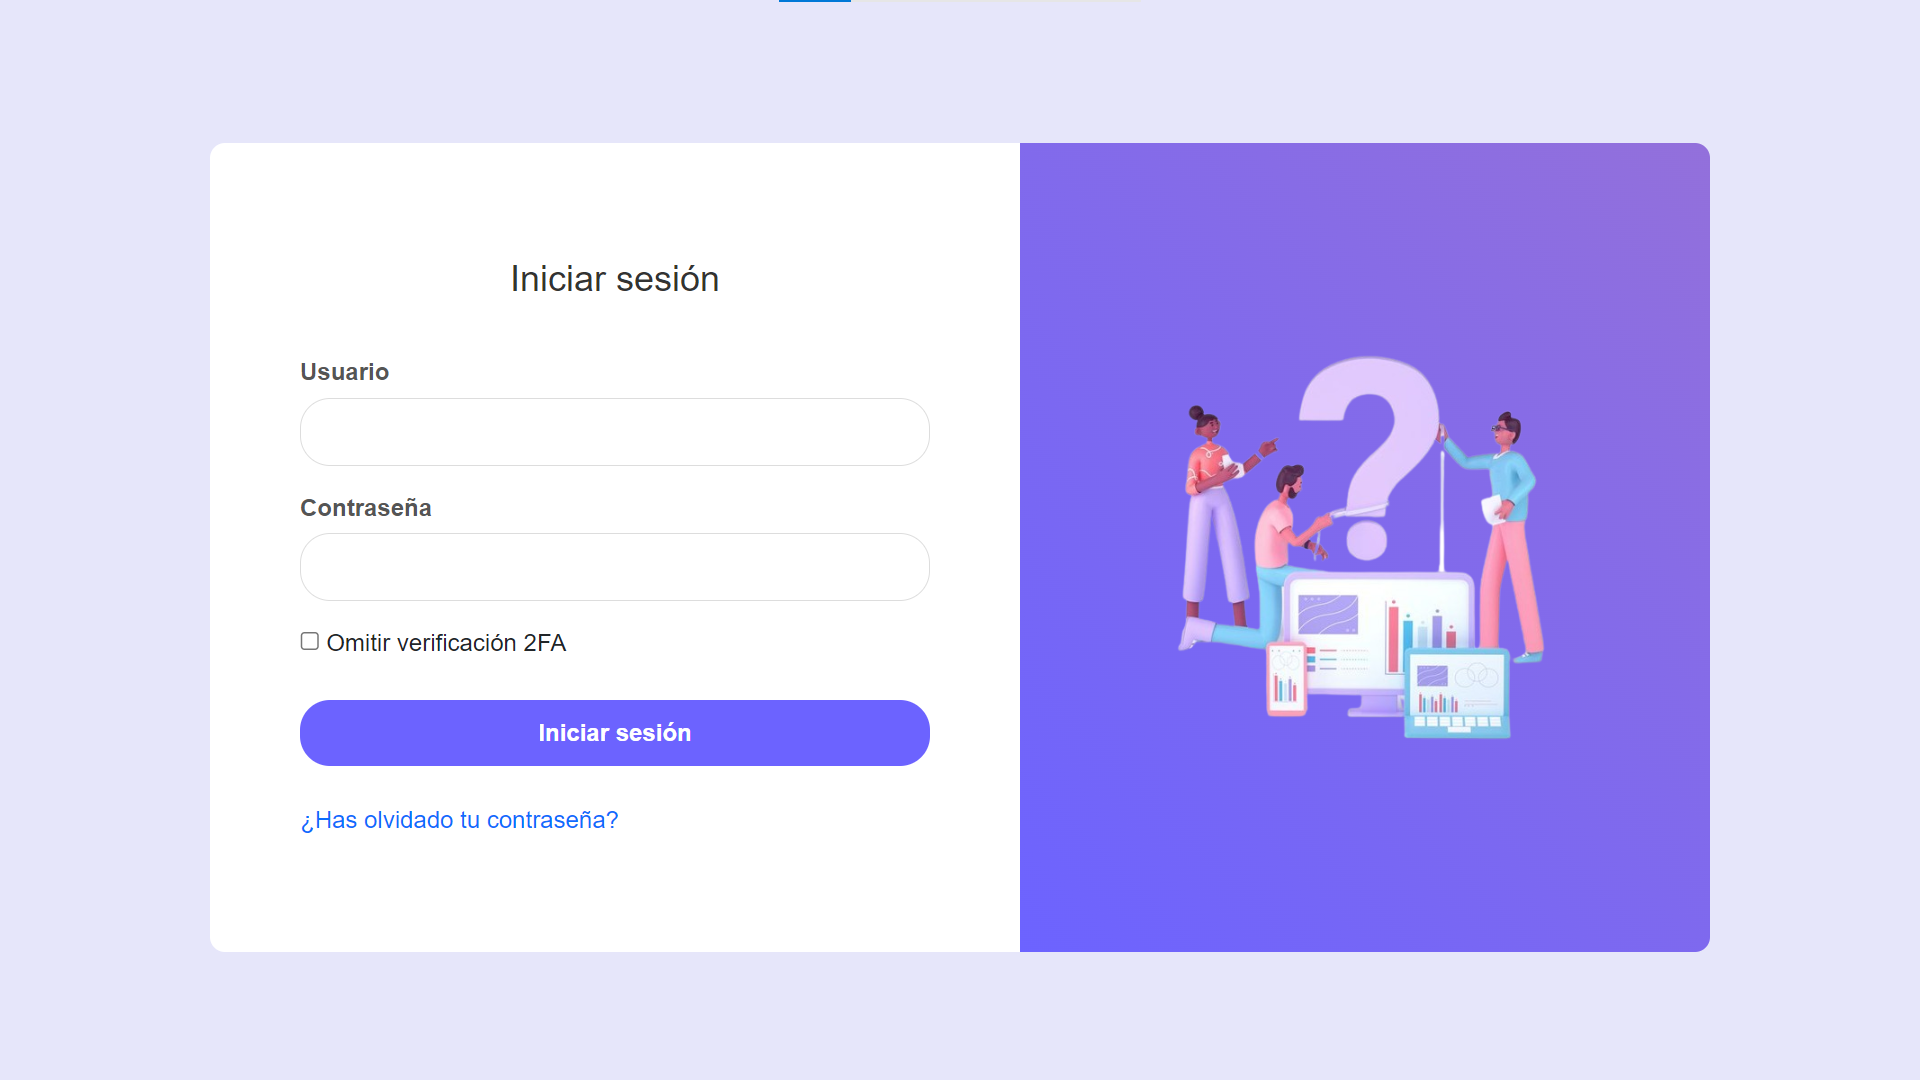 Iniciar sesión
Usuario
Contraseña
Omitir verificación 2FA
Iniciar sesión
¿Has olvidado tu contraseña?